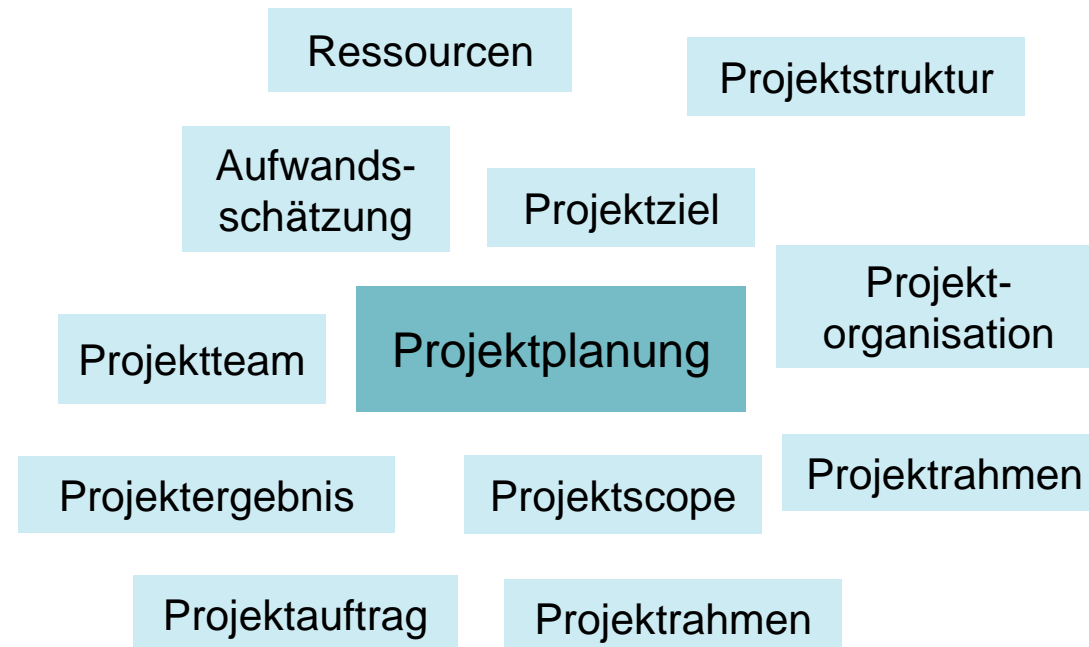 Ressourcen
Projektstruktur
Aufwands-
schätzung
Projektziel
Projekt-
organisation
Projektteam
Projektplanung
Projektergebnis
Projektscope
Projektrahmen
Projektauftrag
Projektrahmen